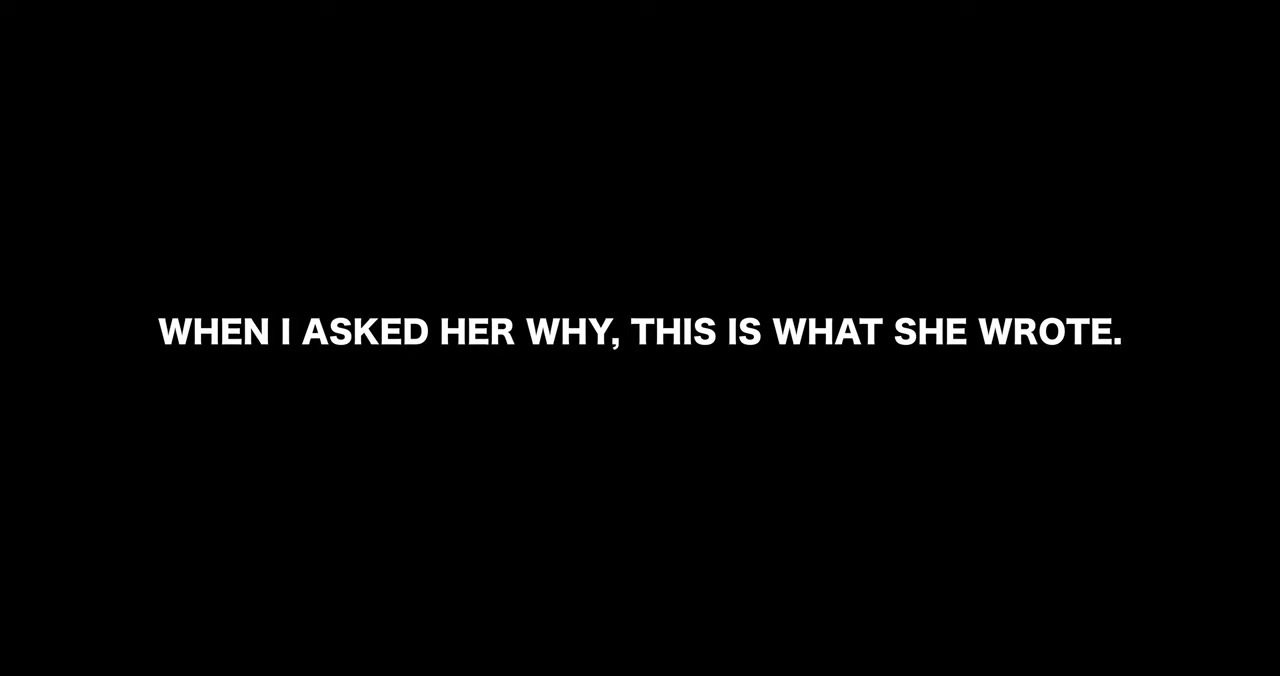 WHEN I ASKED HER WHY, THIS IS WHAT SHE WROTE.